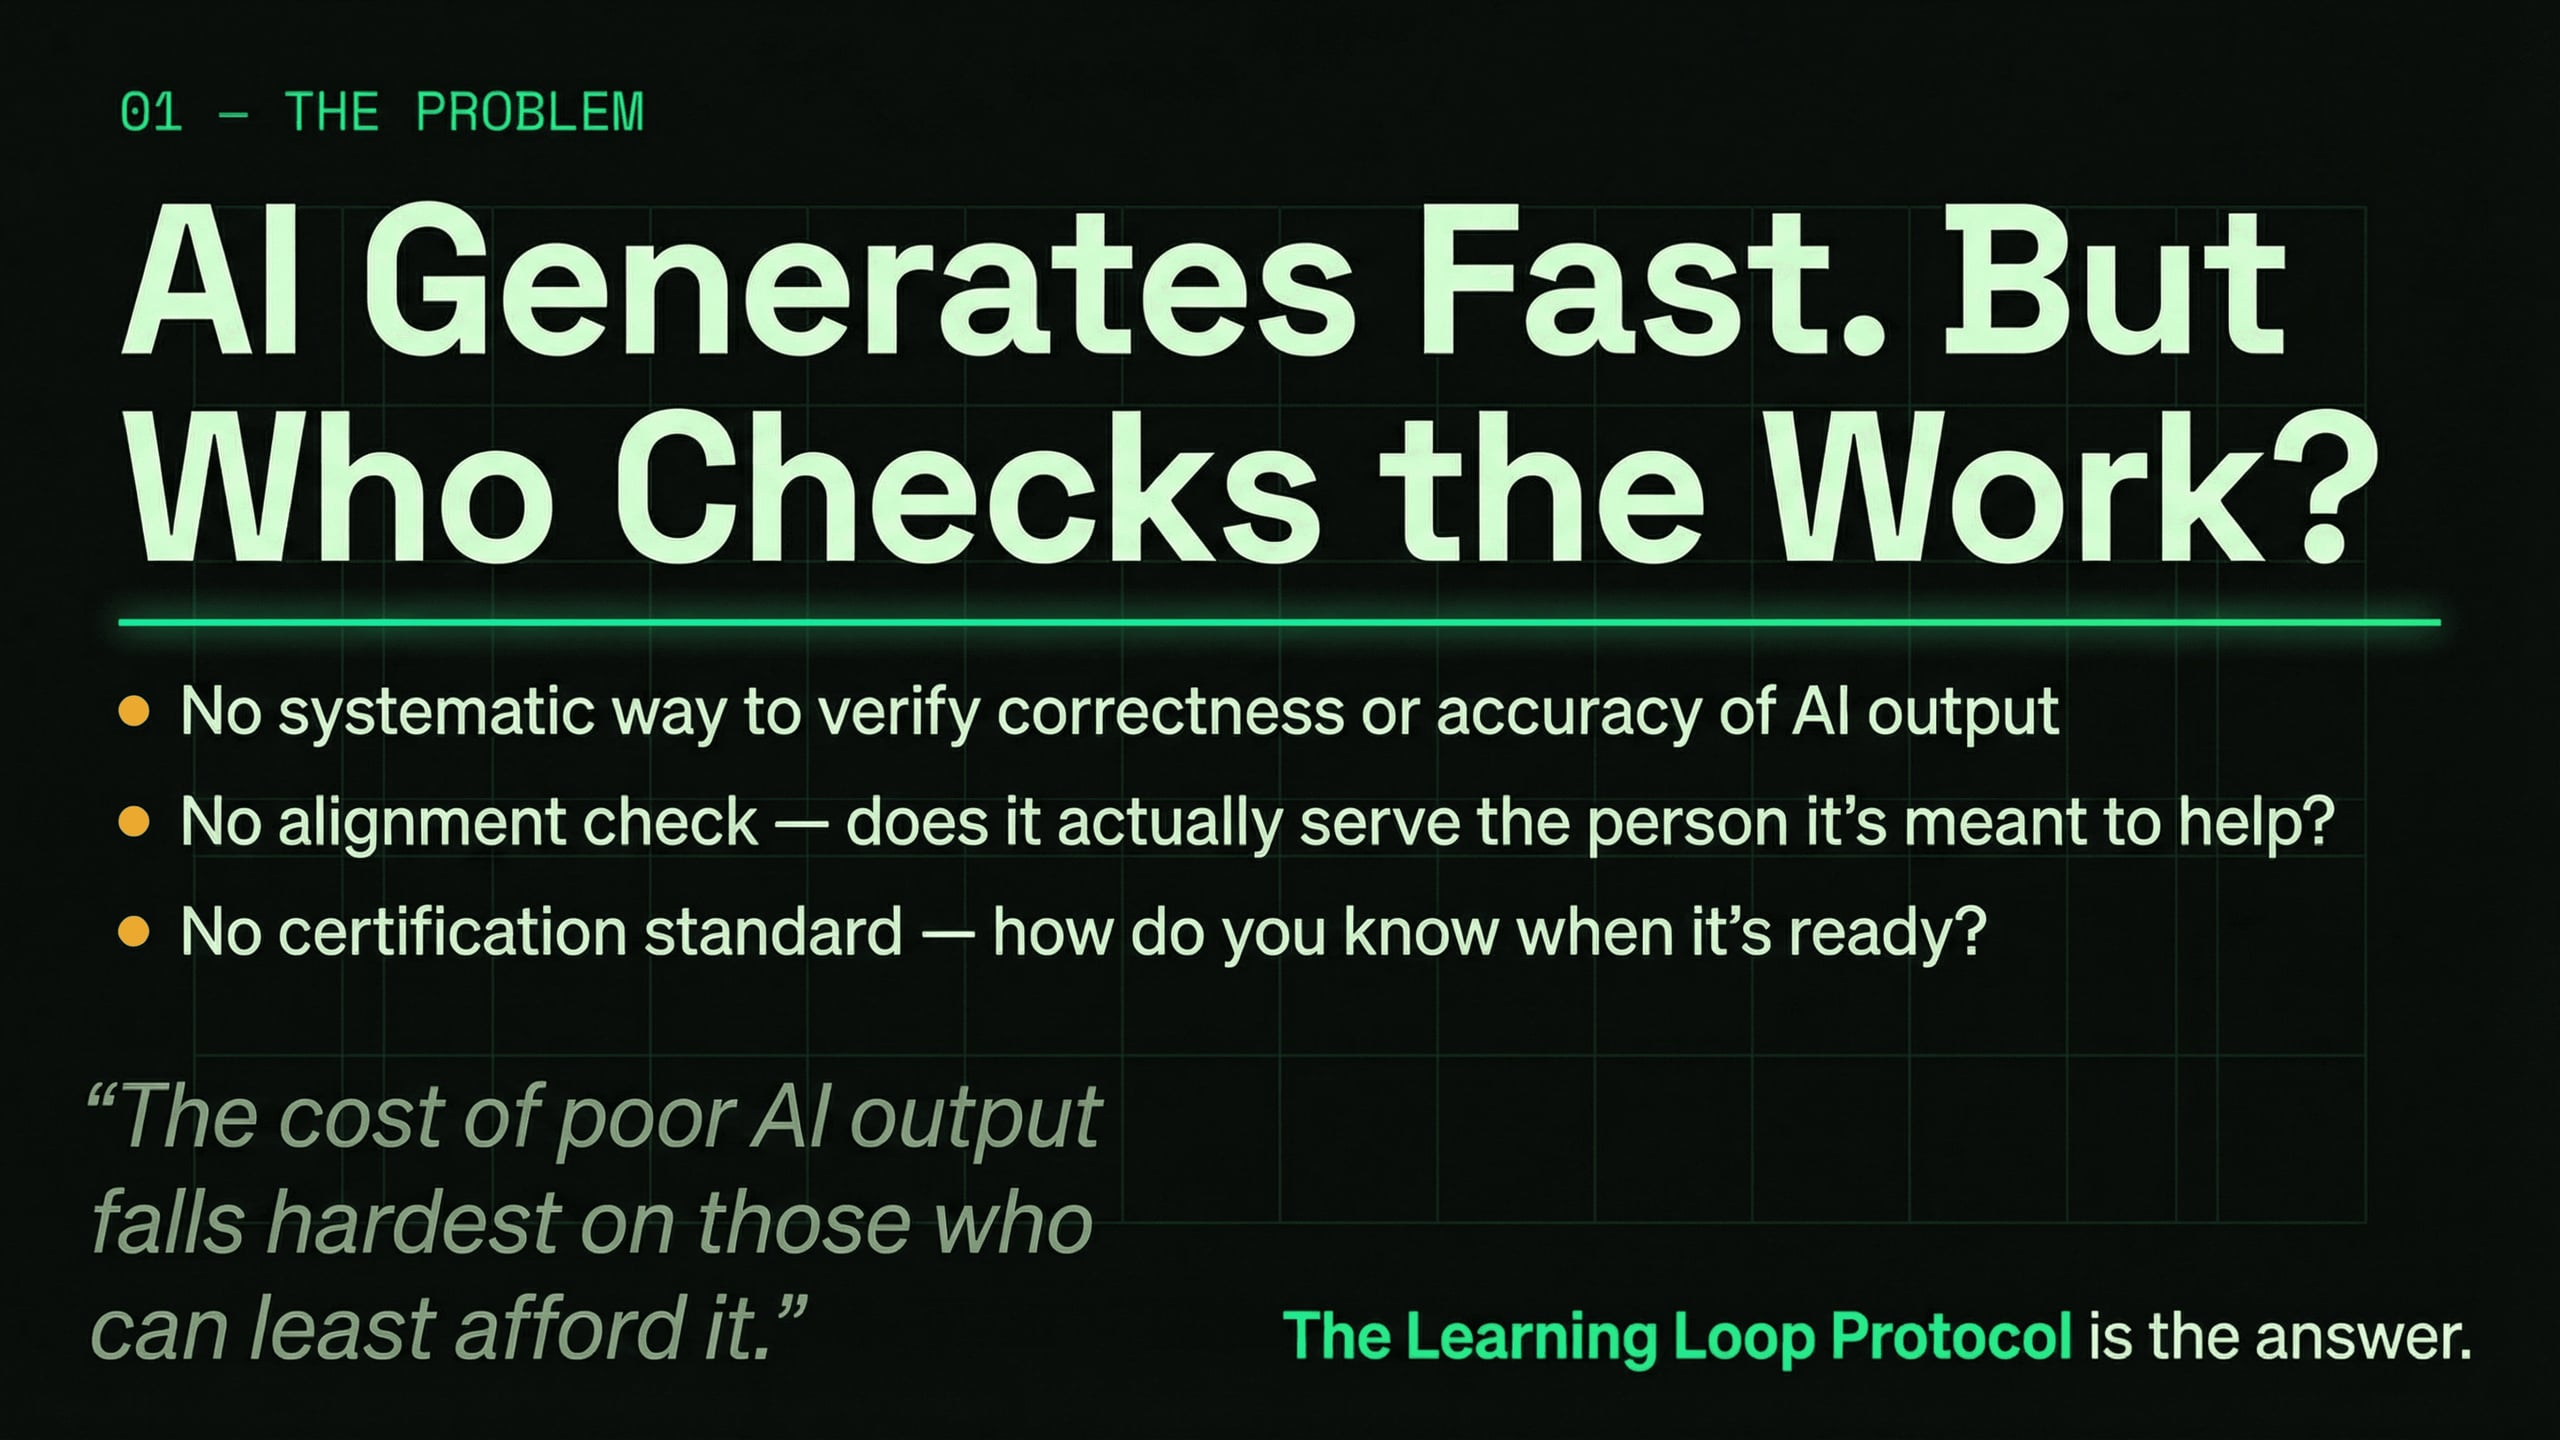 01 — THE PROBLEM
AI Generates Fast. But
Who Checks the Work?
No systematic way to verify correctness or accuracy of AI output
No alignment check — does it actually serve the person it’s meant to help?
No certification standard — how do you know when it’s ready?
“The cost of poor AI output
falls hardest on those who
can least afford it.”
The Learning Loop Protocol is the answer.